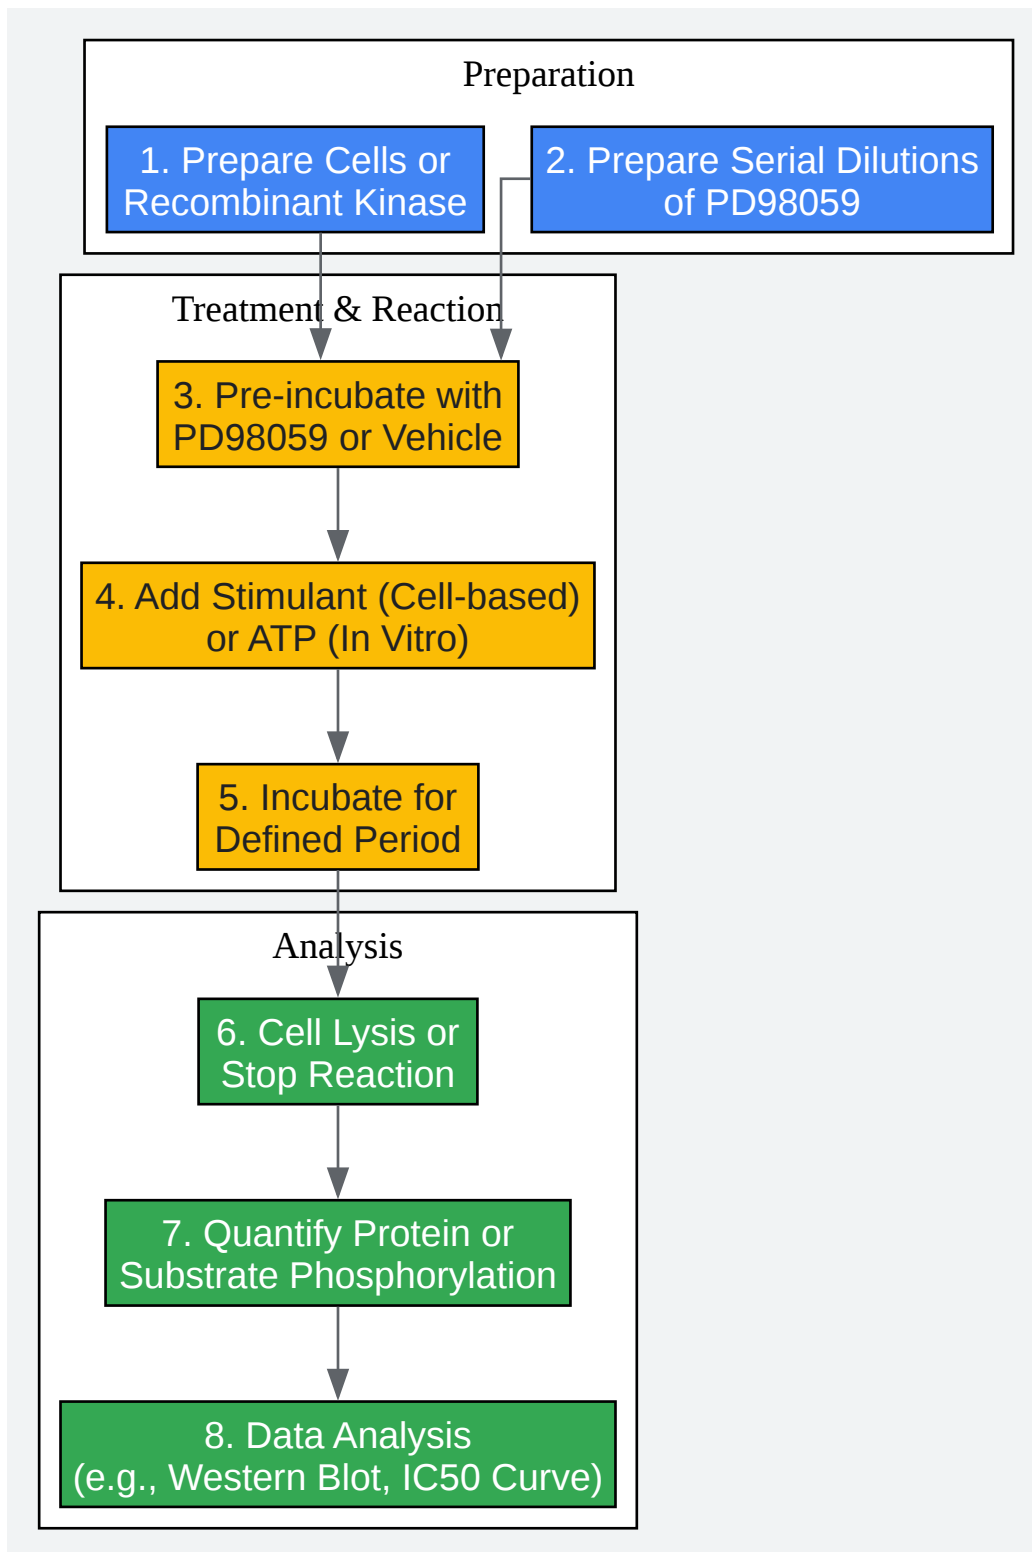 Preparation
1. Prepare Cells or
Recombinant Kinase
2. Prepare Serial Dilutions
of PD98059
Treatment & Reaction
3. Pre-incubate with
PD98059 or Vehicle
4. Add Stimulant (Cell-based)
or ATP (In Vitro)
5. Incubate for
Defined Period
Analysis
6. Cell Lysis or
Stop Reaction
7. Quantify Protein or
Substrate Phosphorylation
8. Data Analysis
(e.g., Western Blot, IC50 Curve)